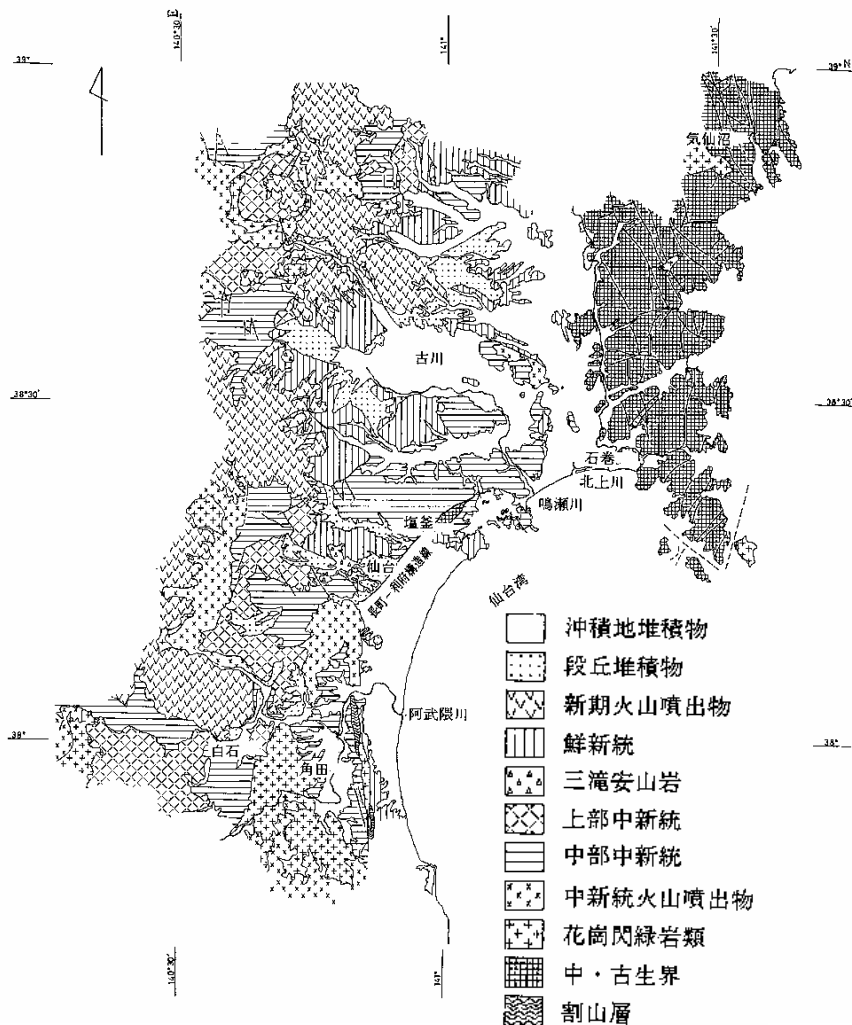 140°30'
141°
141°30'
39°
39°N
気仙沼
古川
38°30'
38°30'
石巻
北上川
鳴瀬川
塩釜
仙台
長町-利府構造線
仙台湾
沖積地堆積物
段丘堆積物
新期火山噴出物
阿武隈川
鮮新統
38°
38°
白石
角田
三滝安山岩
上部中新統
中部中新統
中新統火山噴出物
花崗閃緑岩類
140°30'
141°
中・古生界
割山層